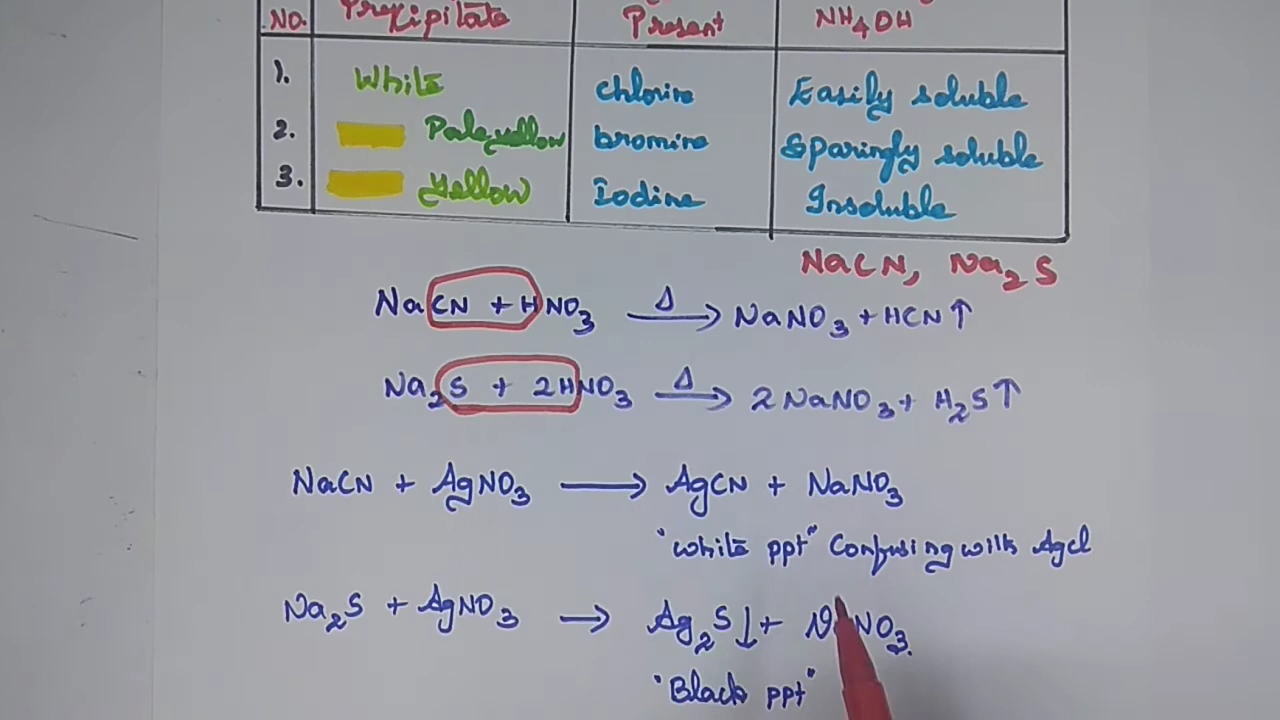 No. Precipitate Present NH4OH
1. White chlorine Easily soluble
2. Pale yellow bromine Sparingly soluble
3. Yellow Iodine Insoluble
NaCN, Na2S
NaCN + HNO3 —Δ→ NaNO3 + HCN↑
Na2S + 2HNO3 —Δ→ 2NaNO3 + H2S↑
NaCN + AgNO3 ⟶ AgCN + NaNO3
"White ppt" Confusing with Agcl
Na2S + AgNO3 → Ag2S↓ + NO3.
"Black ppt"